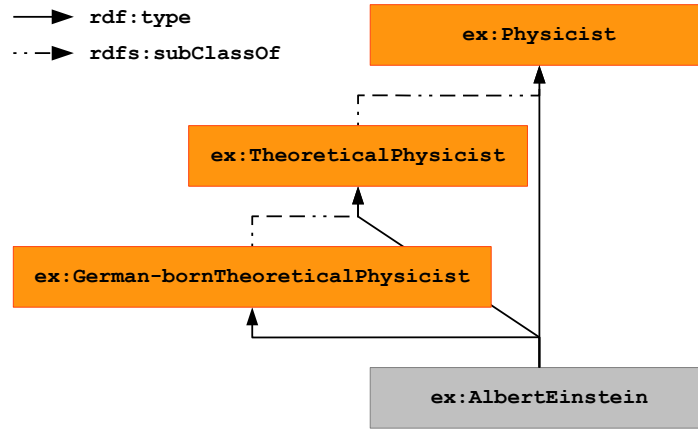 rdf:type
rdfs:subClassOf
ex:Physicist
ex:TheoreticalPhysicist
ex:German-bornTheoreticalPhysicist
ex:AlbertEinstein